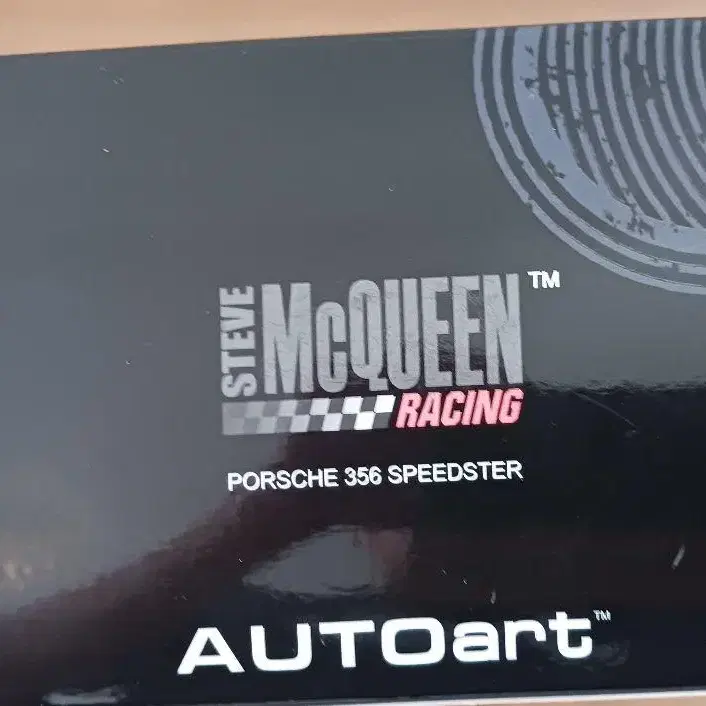 STEVE
McQUEEN™
RACING
PORSCHE 356 SPEEDSTER
AUTOart™